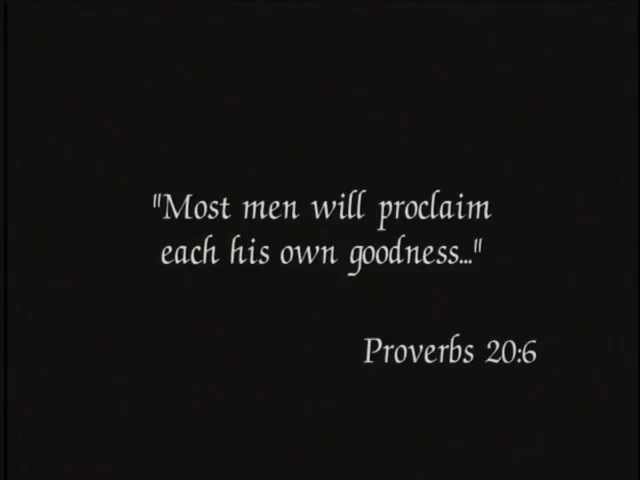 "Most men will proclaim
each his own goodness..."
Proverbs 20:6